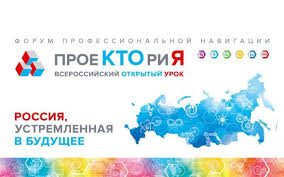 ФОРУМ ПРОФЕССИОНАЛЬНОЙ НАВИГАЦИИ
ПРОеКТОриЯ
ВСЕРОССИЙСКИЙ ОТКРЫТЫЙ УРОК
РОССИЯ,
УСТРЕМЛЕННАЯ
В БУДУЩЕЕ